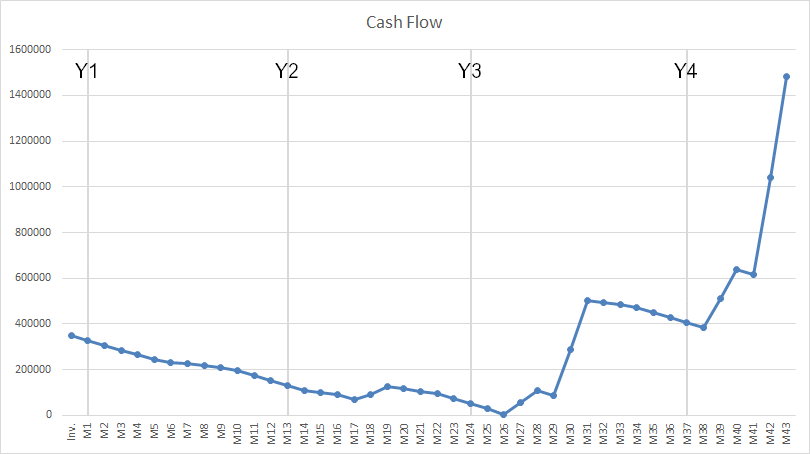 Cash Flow
1600000
1400000
1200000
1000000
800000
600000
400000
200000
0
Y1
Y2
Y3
Y4
Inv.
M1
M2
M3
M4
M5
M6
M7
M8
M9
M10
M11
M12
M13
M14
M15
M16
M17
M18
M19
M20
M21
M22
M23
M24
M25
M26
M27
M28
M29
M30
M31
M32
M33
M34
M35
M36
M37
M38
M39
M40
M41
M42
M43